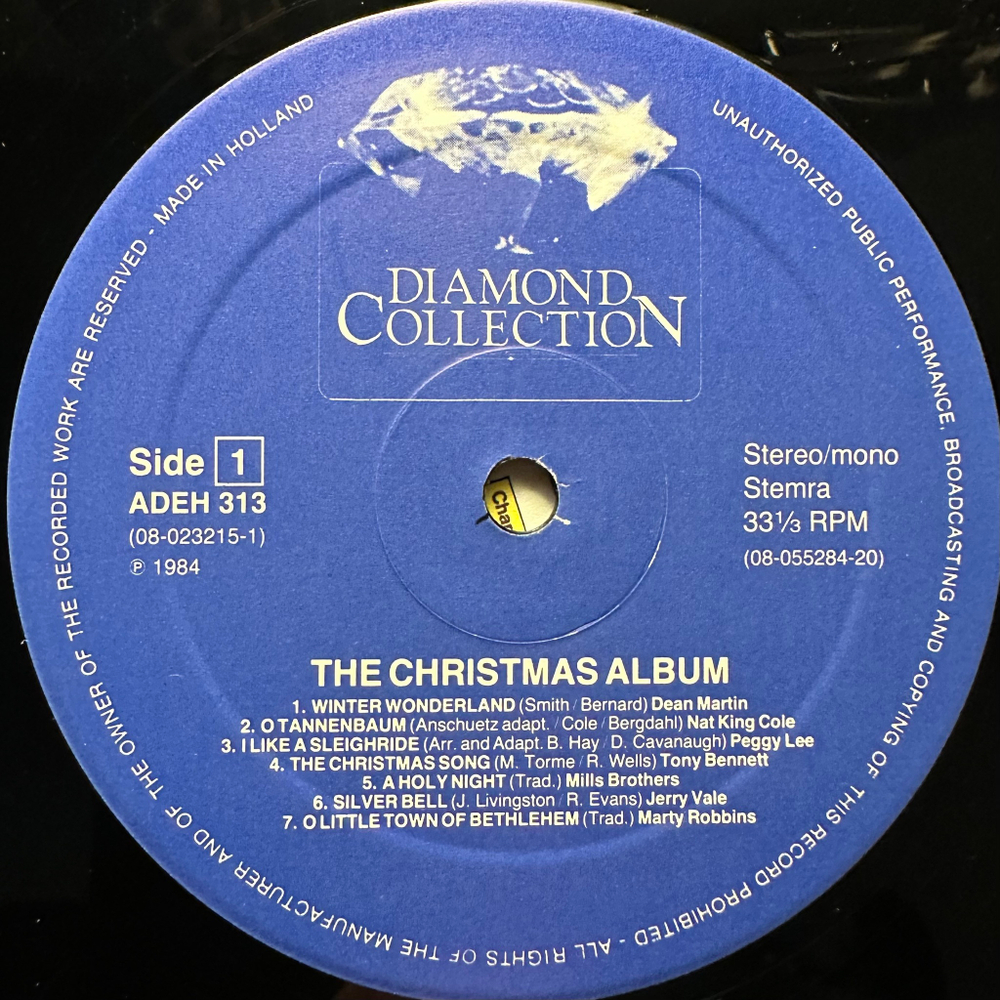 UNAUTHORIZED PUBLIC PERFORMANCE, BROADCASTING AND COPYING OF THIS RECORD PROHIBITED - ALL RIGHTS OF THE MANUFACTURER AND OF THE OWNER OF THE RECORDED WORK ARE RESERVED - MADE IN HOLLAND
DIAMOND
COLLECTION
Side 1
ADEH 313
(08-023215-1)
℗ 1984
Stereo/mono
Stemra
33⅓ RPM
(08-055284-20)
Chap
THE CHRISTMAS ALBUM
1. WINTER WONDERLAND (Smith / Bernard) Dean Martin
2. O TANNENBAUM (Anschuetz adapt. / Cole / Bergdahl) Nat King Cole
3. I LIKE A SLEIGHRIDE (Arr. and Adapt. B. Hay / D. Cavanaugh) Peggy Lee
4. THE CHRISTMAS SONG (M. Torme / R. Wells) Tony Bennett
5. A HOLY NIGHT (Trad.) Mills Brothers
6. SILVER BELL (J. Livingston / R. Evans) Jerry Vale
7. O LITTLE TOWN OF BETHLEHEM (Trad.) Marty Robbins